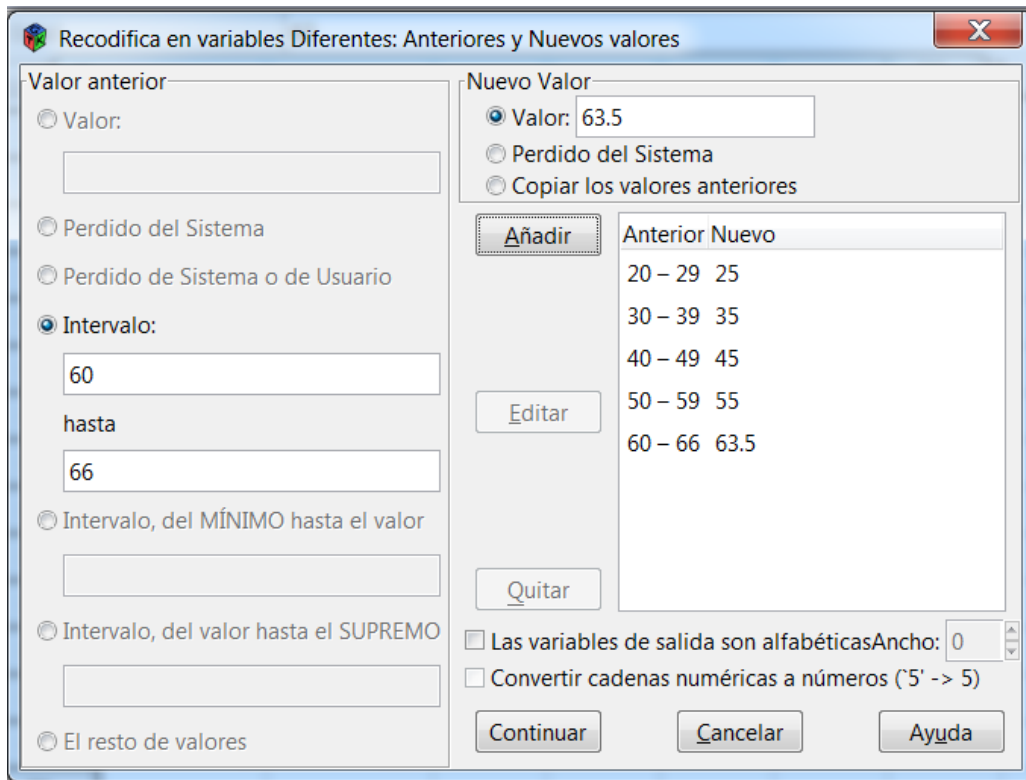 Recodifica en variables Diferentes: Anteriores y Nuevos valores
Valor anterior
Valor:
Perdido del Sistema
Perdido de Sistema o de Usuario
Intervalo:
60
hasta
66
Intervalo, del MÍNIMO hasta el valor
Intervalo, del valor hasta el SUPREMO
El resto de valores
Nuevo Valor
Valor: 63.5
Perdido del Sistema
Copiar los valores anteriores
Añadir
Editar
Quitar
Anterior Nuevo
20 – 29 25
30 – 39 35
40 – 49 45
50 – 59 55
60 – 66 63.5
Las variables de salida son alfabéticasAncho: 0
Convertir cadenas numéricas a números (`5' -> 5)
Continuar Cancelar Ayuda